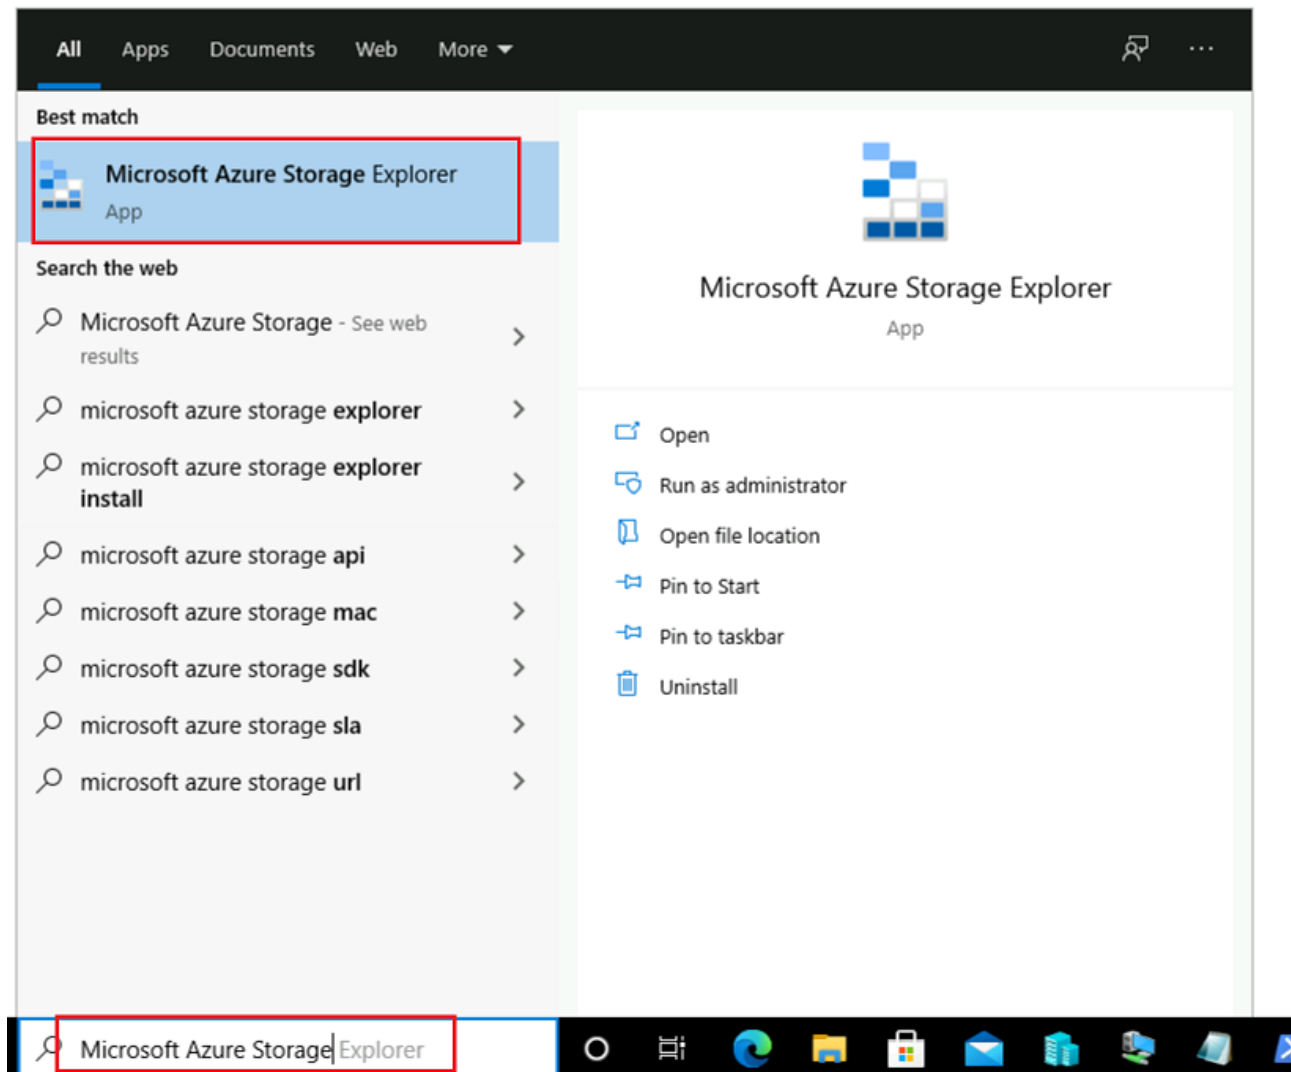 All Apps Documents Web More
Best match
Microsoft Azure Storage Explorer
App
Search the web
Microsoft Azure Storage - See web
results
microsoft azure storage explorer
microsoft azure storage explorer
install
microsoft azure storage api
microsoft azure storage mac
microsoft azure storage sdk
microsoft azure storage sla
microsoft azure storage url
Microsoft Azure Storage Explorer
App
Open
Run as administrator
Open file location
Pin to Start
Pin to taskbar
Uninstall
Microsoft Azure Storage Explorer